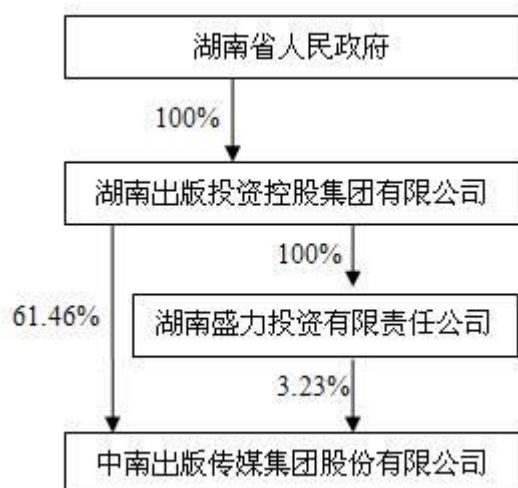 湖南省人民政府
100%
湖南出版投资控股集团有限公司
100%
61.46%
湖南盛力投资有限责任公司
3.23%
中南出版传媒集团股份有限公司